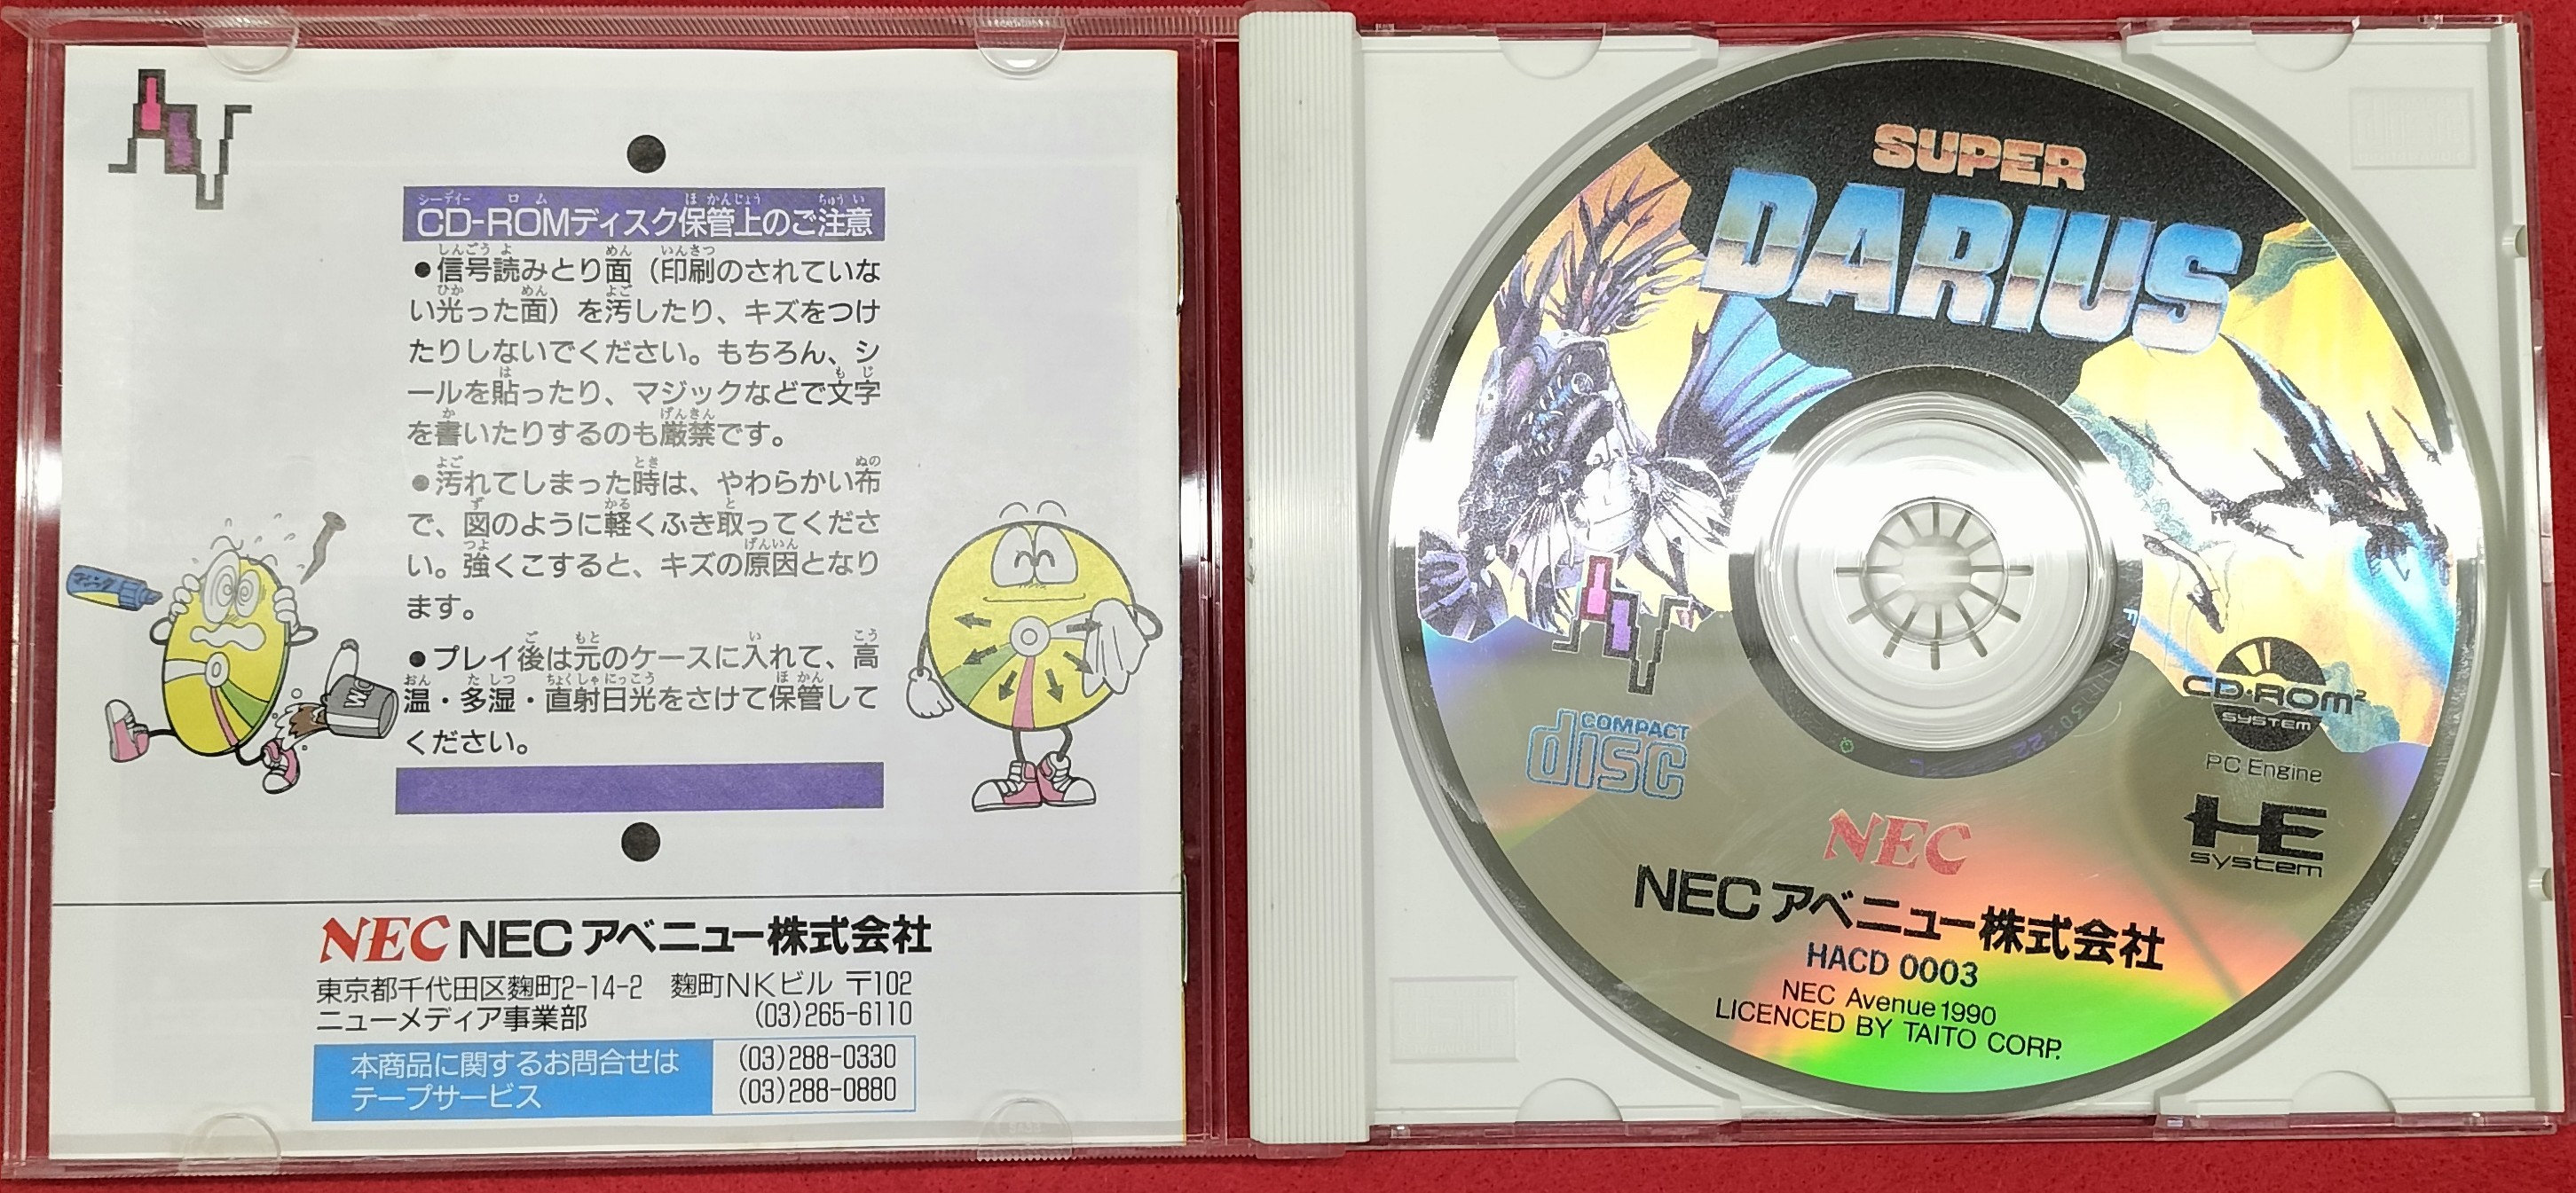 CD-ROMディスク保管上のご注意
●信号読みとり面（印刷のされていな
い光った面）を汚したり、キズをつけ
たりしないでください。もちろん、シ
ールを貼ったり、マジックなどで文字
を書いたりするのも厳禁です。
●汚れてしまった時は、やわらかい布
で、図のように軽くふき取ってくださ
い。強くこすると、キズの原因となり
ます。
●プレイ後は元のケースに入れて、高
温・多湿・直射日光をさけて保管して
ください。
NEC NECアベニュー株式会社
東京都千代田区麴町2-14-2 麴町NKビル 〒102
ニューメディア事業部 (03)265-6110
本商品に関するお問合せは
テープサービス
(03)288-0330
(03)288-0880
SUPER
DARIUS
COMPACT
disc
CD-ROM²
SYSTEM
PC Engine
HE
system
NEC
NECアベニュー株式会社
HACD 0003
NEC Avenue 1990
LICENCED BY TAITO CORP.